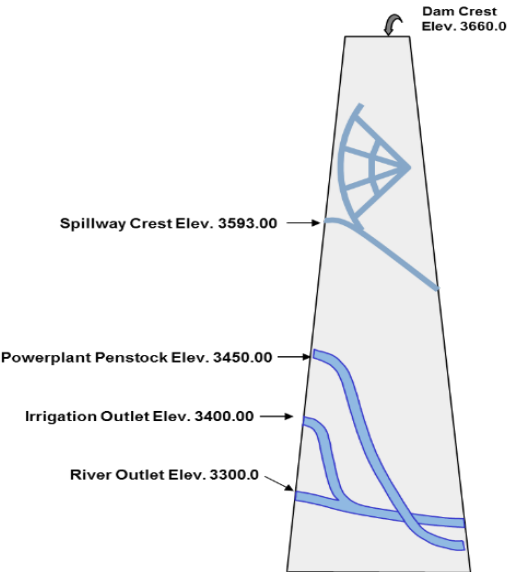 Dam Crest
Elev. 3660.0
Spillway Crest Elev. 3593.00
Powerplant Penstock Elev. 3450.00
Irrigation Outlet Elev. 3400.00
River Outlet Elev. 3300.0